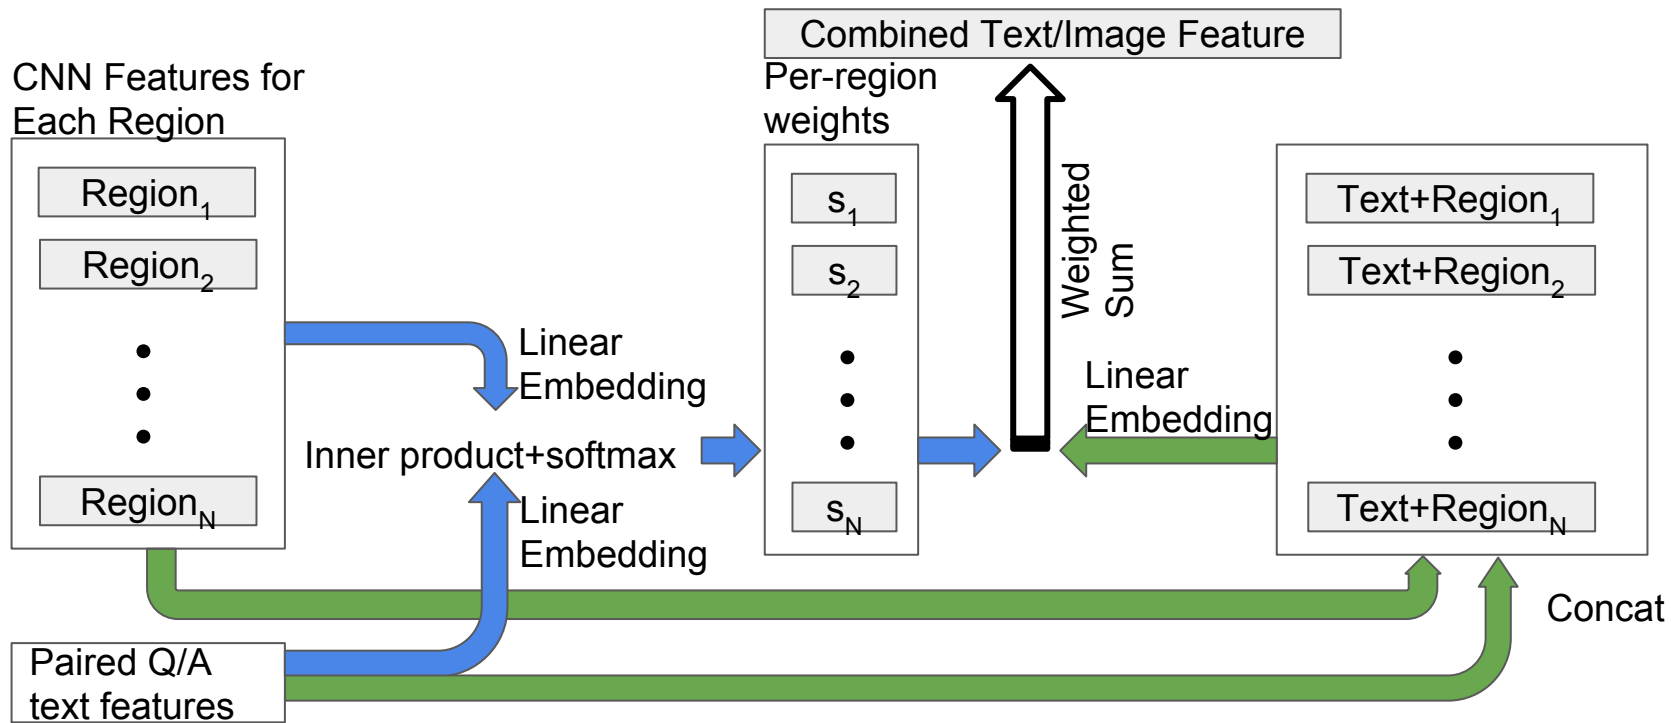 Combined Text/Image Feature
CNN Features for
Each Region
Region1
Region2
RegionN
Paired Q/A
text features
Linear
Embedding
Inner product+softmax
Linear
Embedding
Per-region
weights
s1
s2
sN
Weighted
Sum
Linear
Embedding
Text+Region1
Text+Region2
Text+RegionN
Concat